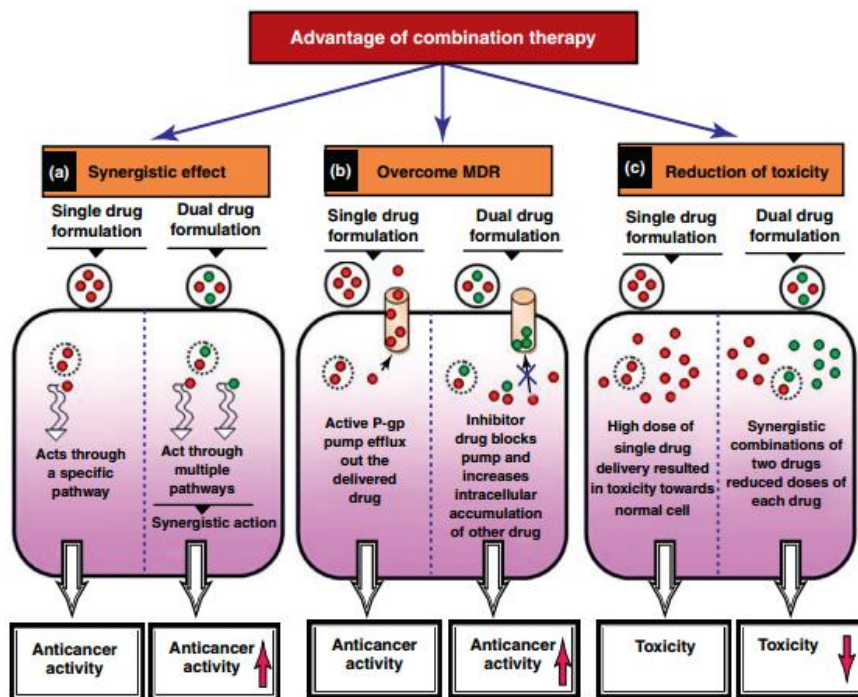 Advantage of combination therapy
(a) Synergistic effect
Single drug
formulation
Dual drug
formulation
Acts through
a specific
pathway
Act through
multiple
pathways
Synergistic action
Anticancer
activity
Anticancer
activity
(b) Overcome MDR
Single drug
formulation
Dual drug
formulation
Active P-gp
pump efflux
out the
delivered
drug
Inhibitor
drug blocks
pump and
increases
intracellular
accumulation
of other drug
Anticancer
activity
Anticancer
activity
(c) Reduction of toxicity
Single drug
formulation
Dual drug
formulation
High dose of
single drug
delivery resulted
in toxicity towards
normal cell
Synergistic
combinations of
two drugs
reduced doses of
each drug
Toxicity
Toxicity